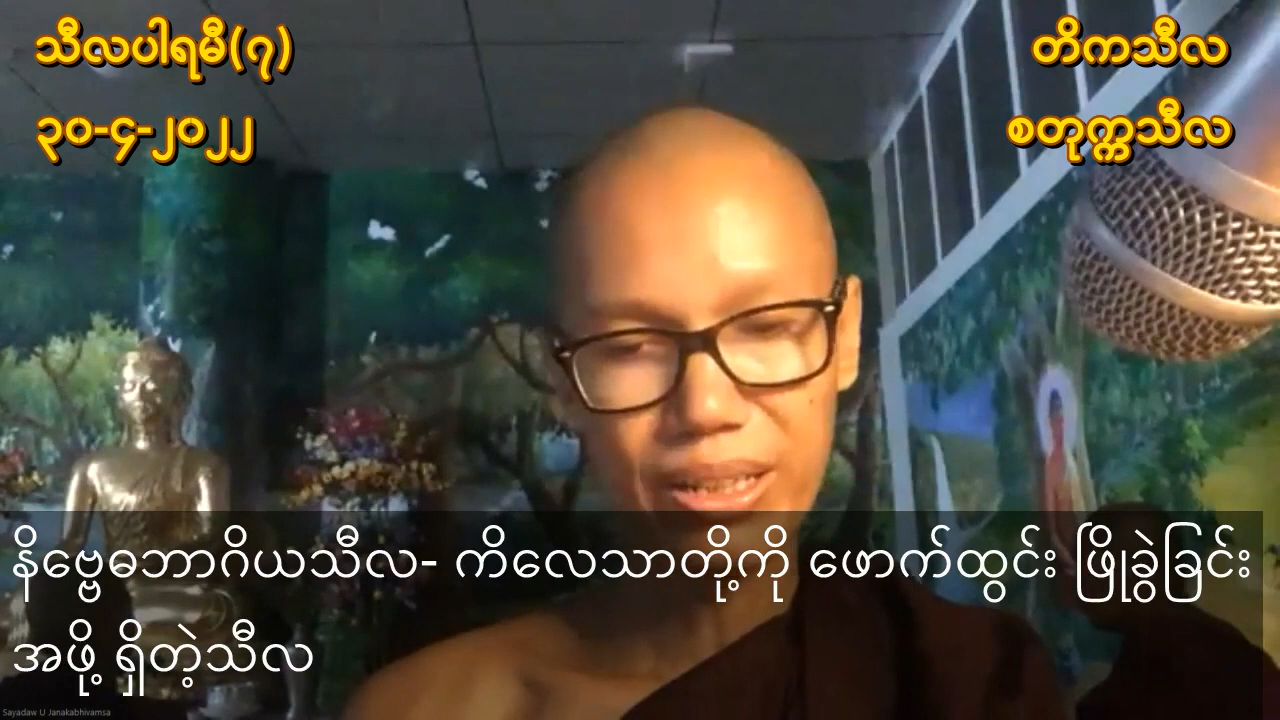 သီလပါရမီ(၇)
၃၀-၄-၂၀၂၂
တိကသီလ
စတုက္ကသီလ
နိဗ္ဗေဓဘာဂိယသီလ- ကိလေသာတို့ကို ဖောက်ထွင်း ဖြိုခွဲခြင်း
အဖို့ ရှိတဲ့သီလ
Sayadaw U Janakabhivamsa